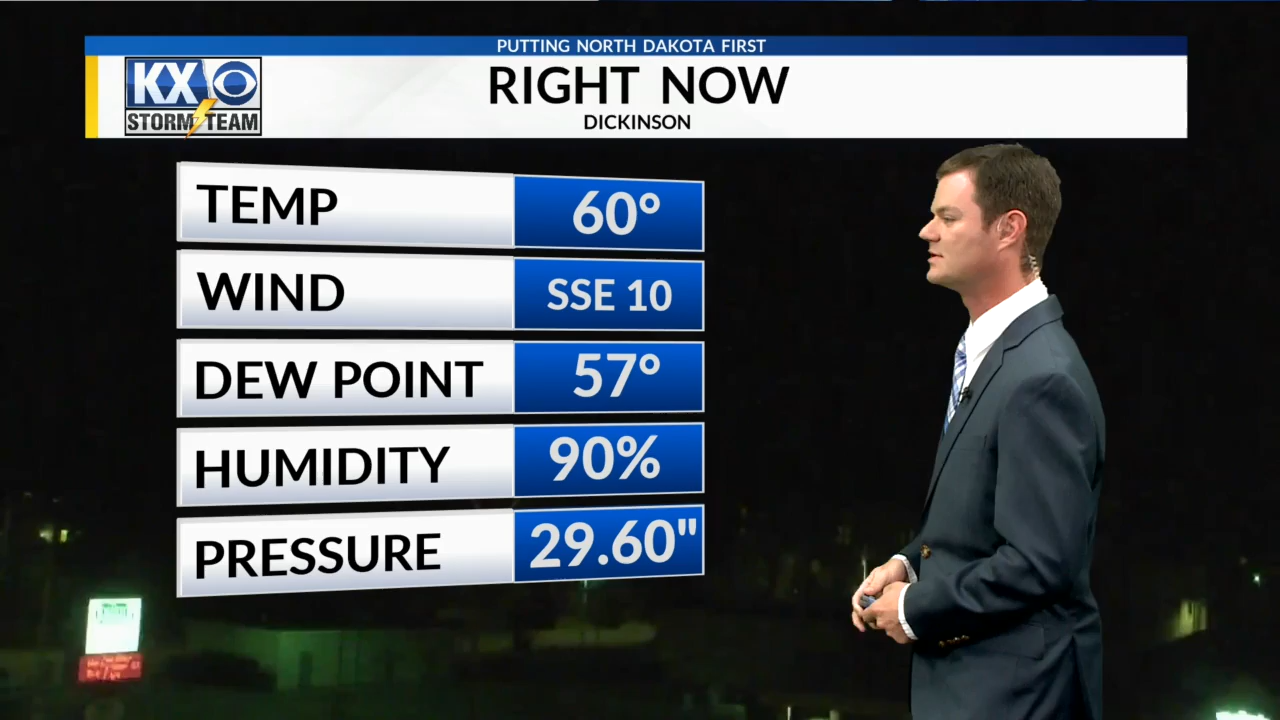 PUTTING NORTH DAKOTA FIRST
KX
STORM TEAM
RIGHT NOW
DICKINSON
TEMP 60°
WIND SSE 10
DEW POINT 57°
HUMIDITY 90%
PRESSURE 29.60"